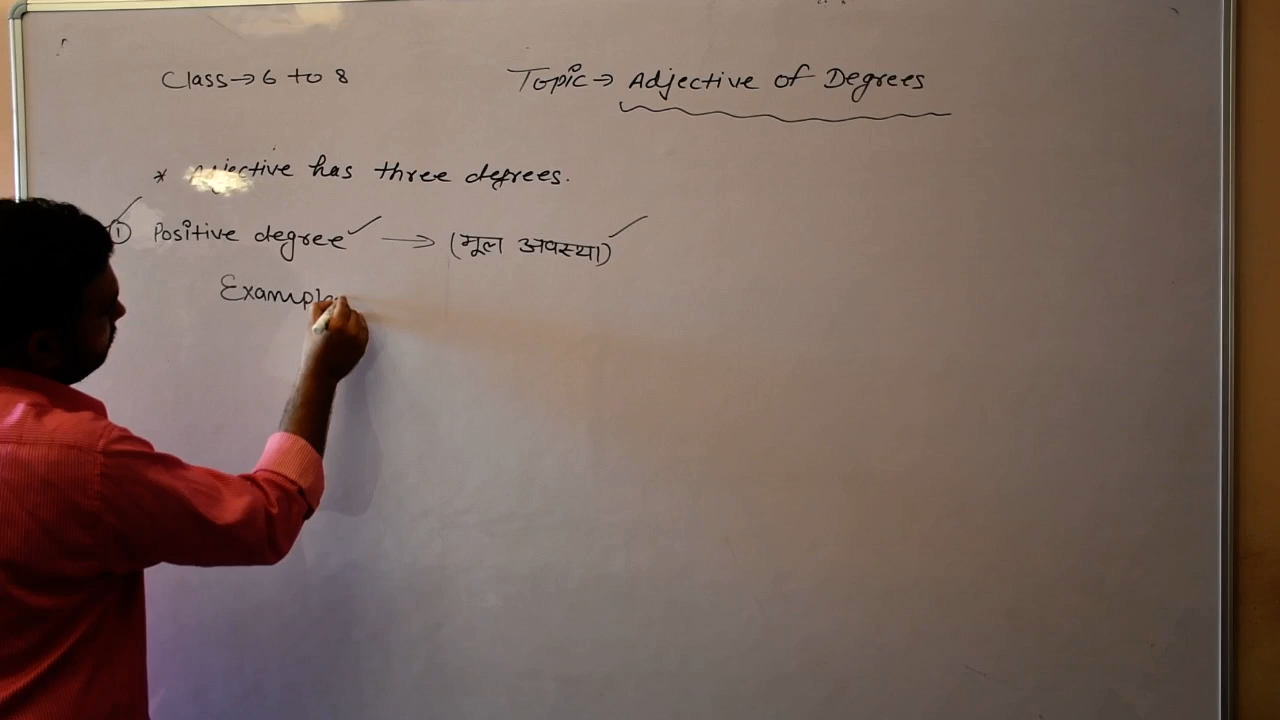 Class→6 to 8
Topic→ Adjective of Degrees
* Adjective has three degrees.
① Positive degree ✓ → (मूल अवस्था) ✓
Example